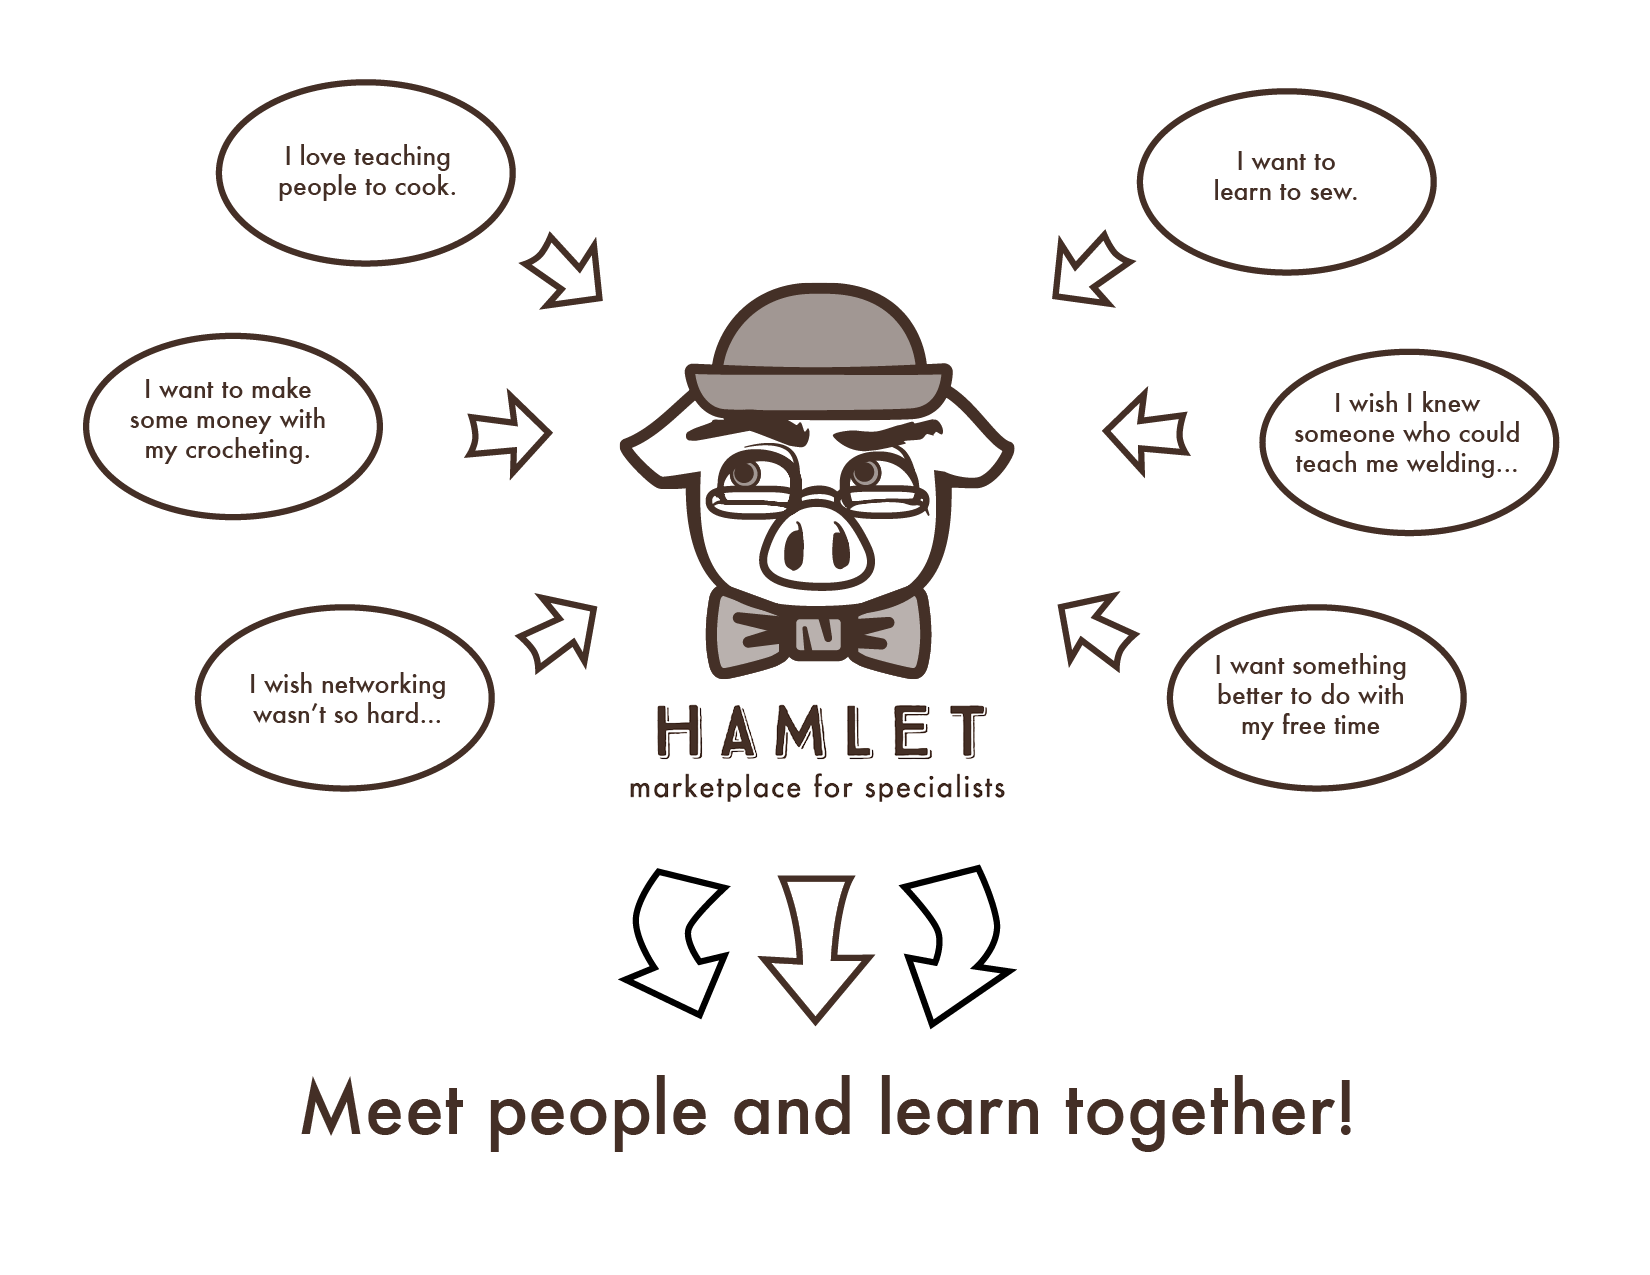 I love teaching
people to cook.
I want to
learn to sew.
I want to make
some money with
my crocheting.
I wish I knew
someone who could
teach me welding...
I wish networking
wasn't so hard...
I want something
better to do with
my free time
N
HAMLET
marketplace for specialists
Meet people and learn together!